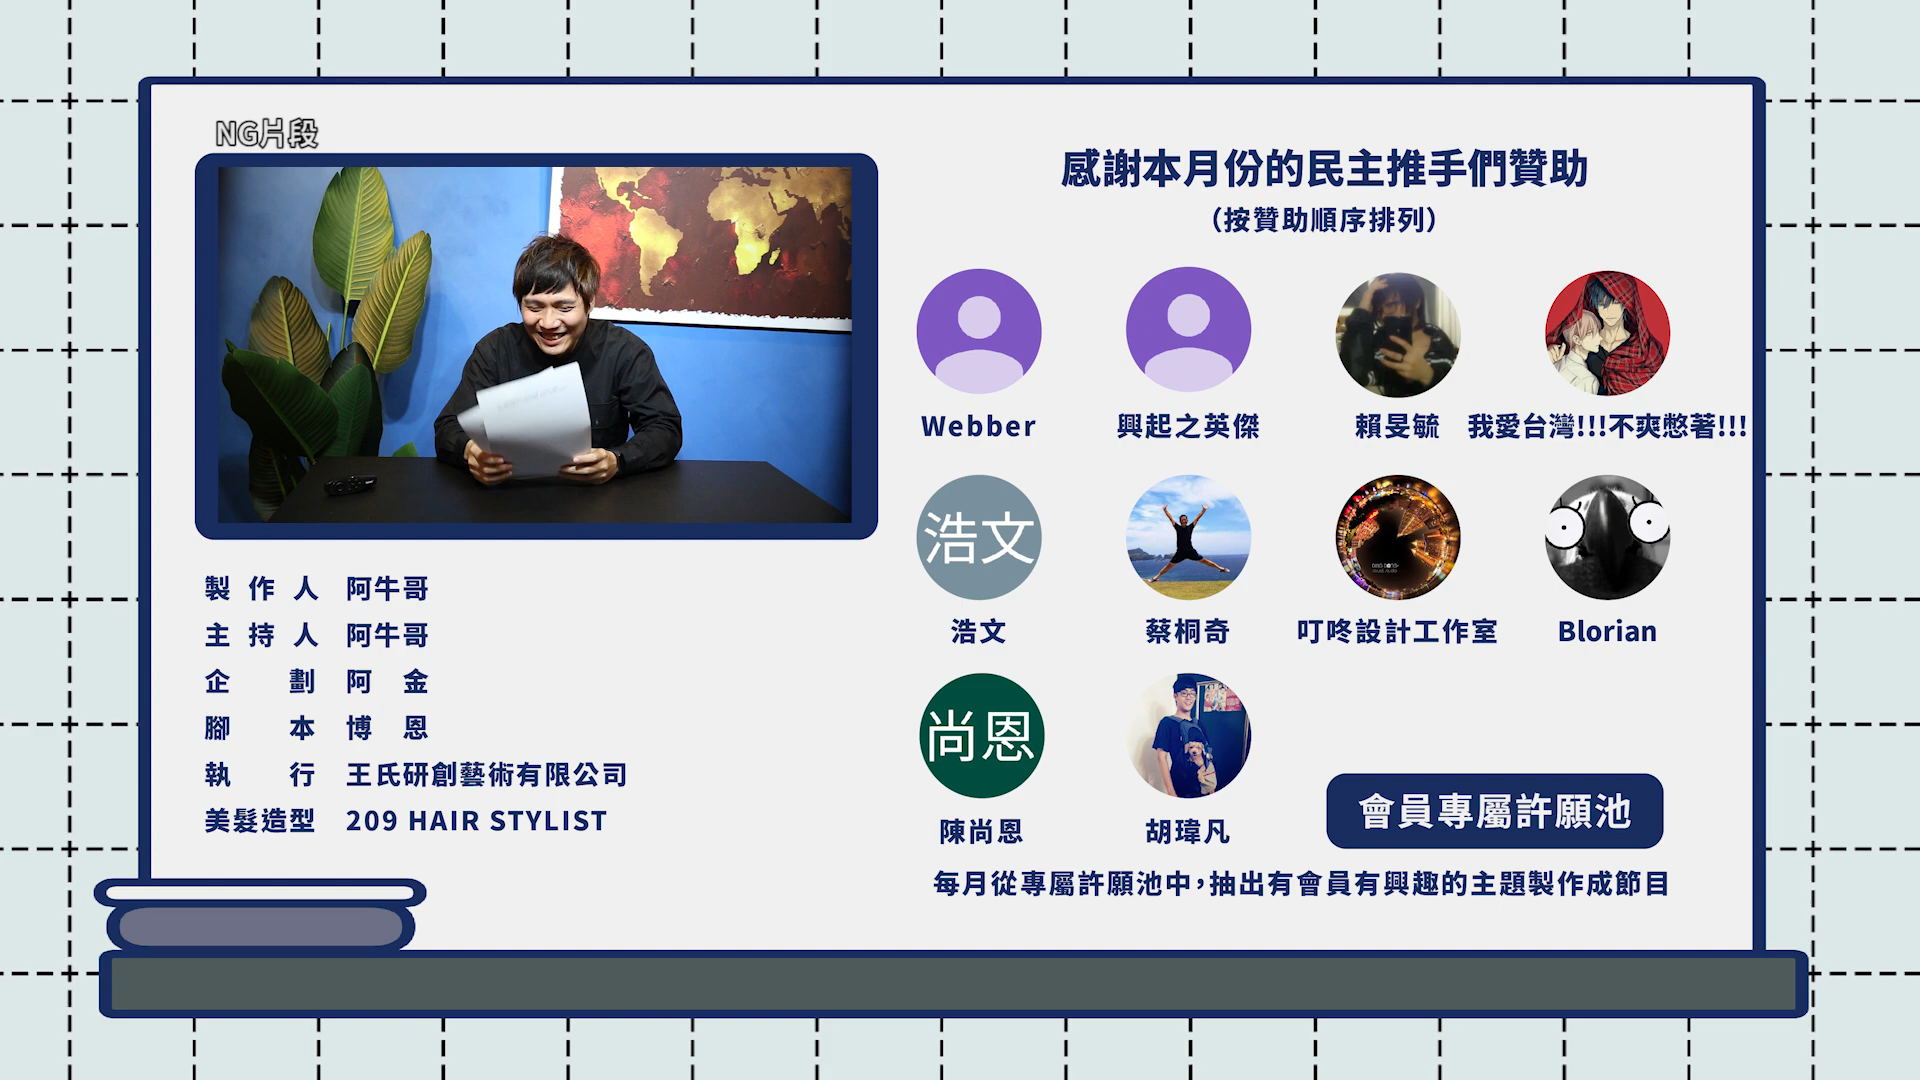 NG片段
製作人 阿牛哥
主持人 阿牛哥
企劃 阿金
腳本 博恩
執行 王氏研創藝術有限公司
美髮造型 209 HAIR STYLIST
感謝本月份的民主推手們贊助
（按贊助順序排列）
Webber 興起之英傑 賴旻毓 我愛台灣!!!不爽憋著!!!
浩文
浩文 蔡桐奇 叮咚設計工作室 Blorian
尚恩
陳尚恩 胡瑋凡
會員專屬許願池
每月從專屬許願池中，抽出有會員有興趣的主題製作成節目